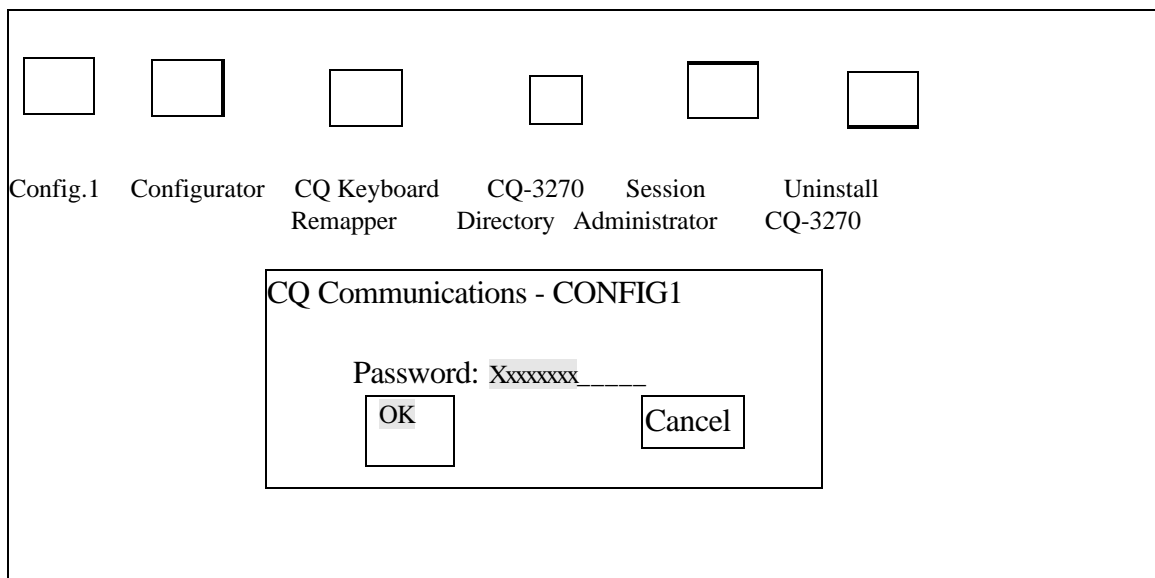 Config.1 Configurator CQ Keyboard CQ-3270 Session Uninstall
Remapper Directory Administrator CQ-3270
CQ Communications - CONFIG1
Password: Xxxxxxxx_____
OK Cancel